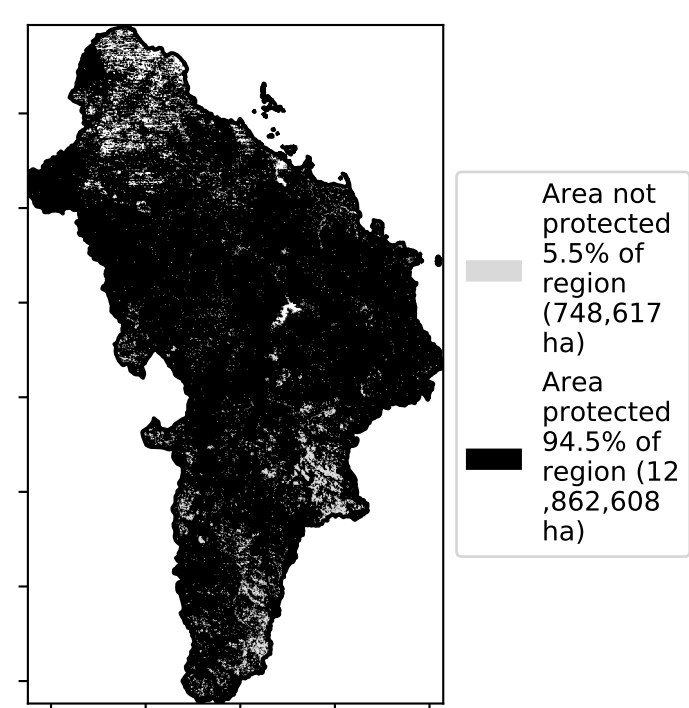 Area not
protected
5.5% of
region
(748,617
ha)
Area
protected
94.5% of
region (12
,862,608
ha)